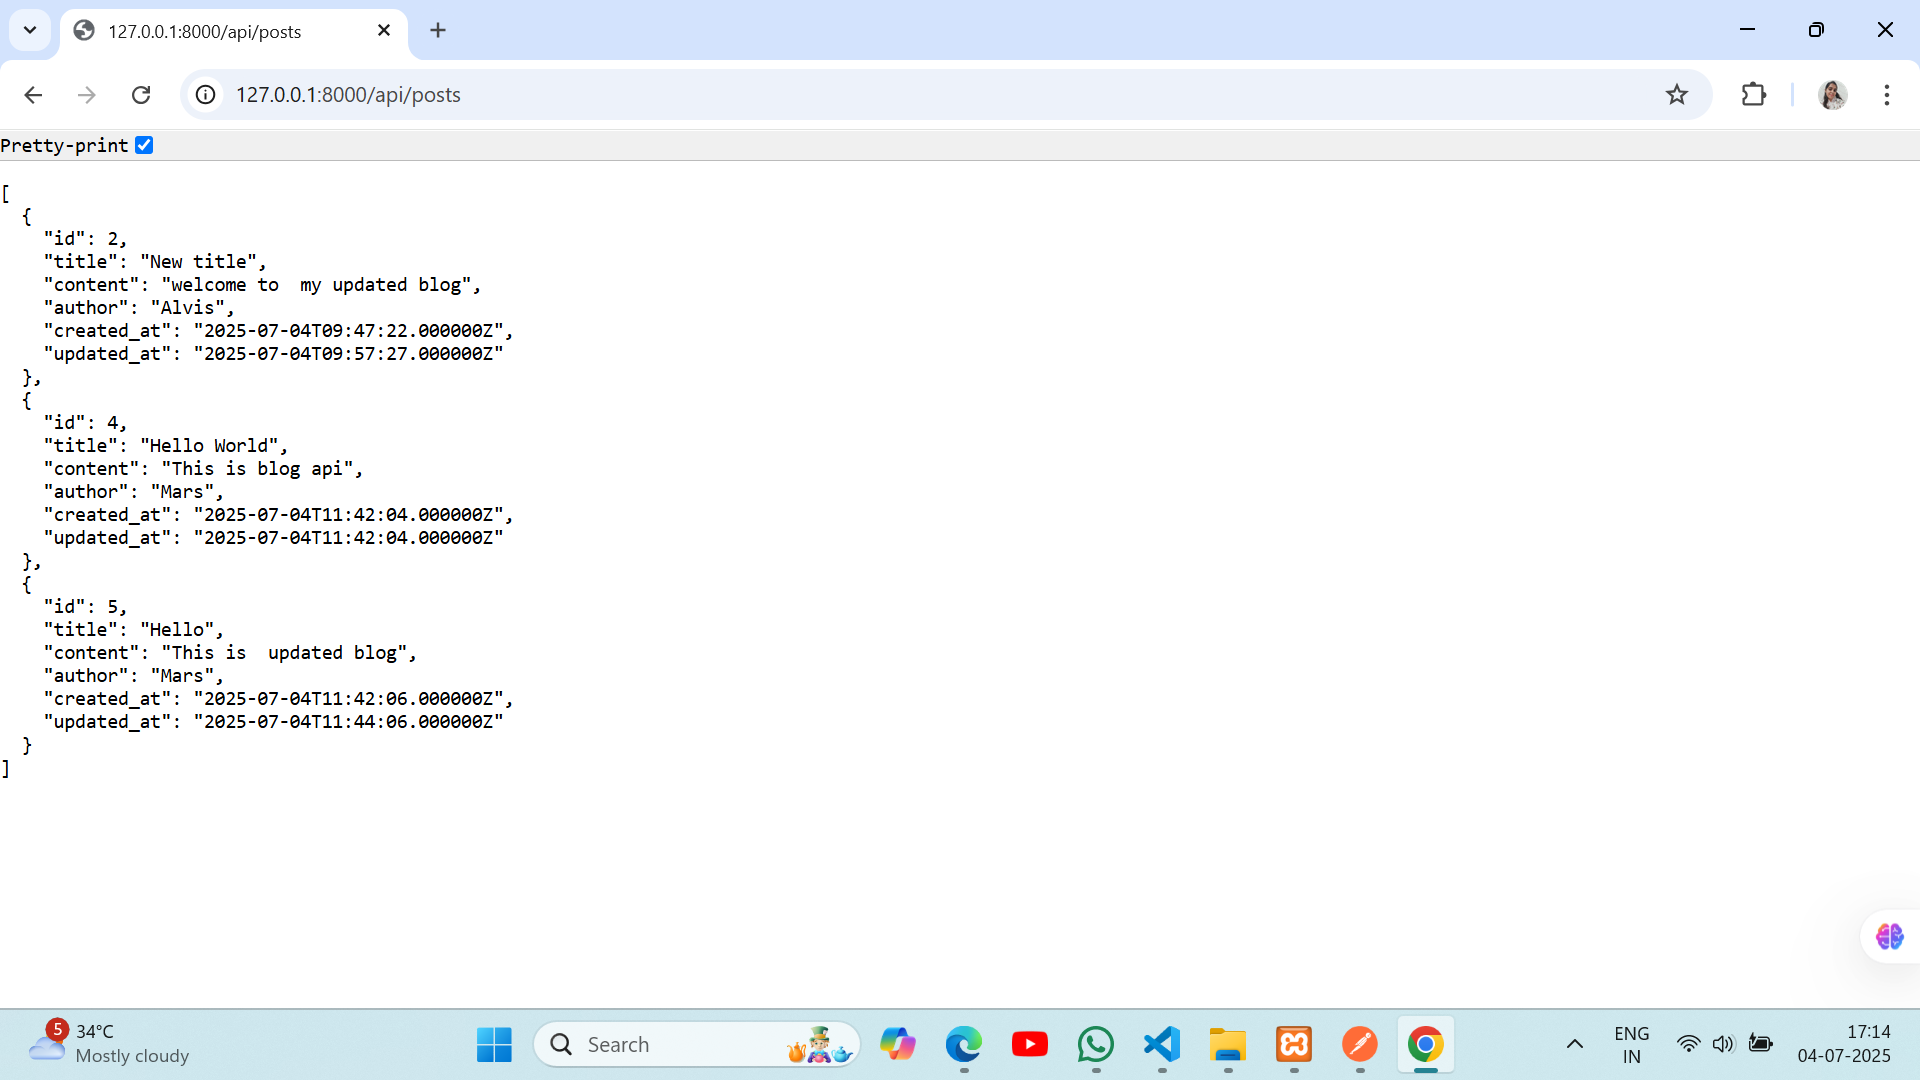 127.0.0.1:8000/api/posts
127.0.0.1:8000/api/posts
Pretty-print
[
  {
    "id": 2,
    "title": "New title",
    "content": "welcome to  my updated blog",
    "author": "Alvis",
    "created_at": "2025-07-04T09:47:22.000000Z",
    "updated_at": "2025-07-04T09:57:27.000000Z"
  },
  {
    "id": 4,
    "title": "Hello World",
    "content": "This is blog api",
    "author": "Mars",
    "created_at": "2025-07-04T11:42:04.000000Z",
    "updated_at": "2025-07-04T11:42:04.000000Z"
  },
  {
    "id": 5,
    "title": "Hello",
    "content": "This is  updated blog",
    "author": "Mars",
    "created_at": "2025-07-04T11:42:06.000000Z",
    "updated_at": "2025-07-04T11:44:06.000000Z"
  }
]
5
34°C
Mostly cloudy
Search
ENG
IN
17:14
04-07-2025